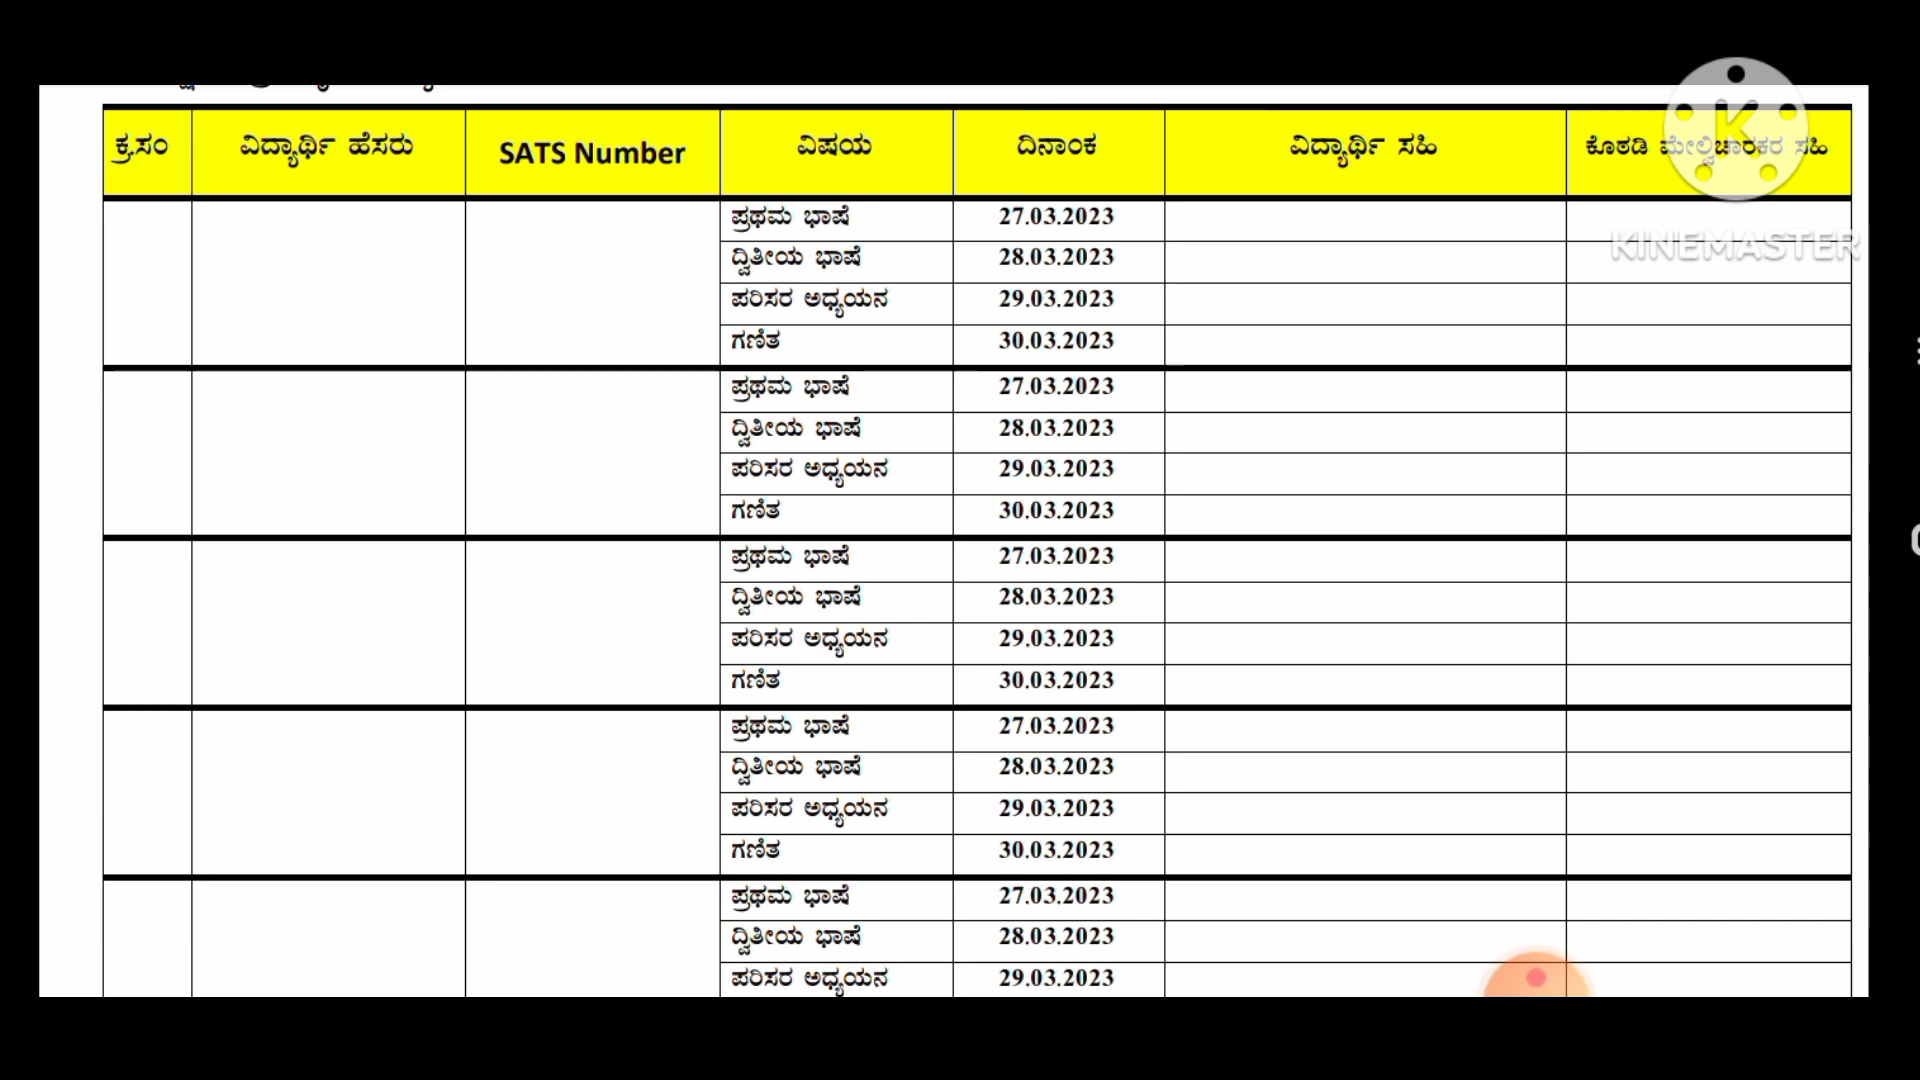 ಕ್ರ.ಸಂ ವಿದ್ಯಾರ್ಥಿ ಹೆಸರು SATS Number ವಿಷಯ ದಿನಾಂಕ ವಿದ್ಯಾರ್ಥಿ ಸಹಿ ಕೊಠಡಿ ಮೇಲ್ವಿಚಾರಕರ ಸಹಿ
ಪ್ರಥಮ ಭಾಷೆ 27.03.2023
KINEMASTER
ದ್ವಿತೀಯ ಭಾಷೆ 28.03.2023
ಪರಿಸರ ಅಧ್ಯಯನ 29.03.2023
ಗಣಿತ 30.03.2023
ಪ್ರಥಮ ಭಾಷೆ 27.03.2023
ದ್ವಿತೀಯ ಭಾಷೆ 28.03.2023
ಪರಿಸರ ಅಧ್ಯಯನ 29.03.2023
ಗಣಿತ 30.03.2023
ಪ್ರಥಮ ಭಾಷೆ 27.03.2023
ದ್ವಿತೀಯ ಭಾಷೆ 28.03.2023
ಪರಿಸರ ಅಧ್ಯಯನ 29.03.2023
ಗಣಿತ 30.03.2023
ಪ್ರಥಮ ಭಾಷೆ 27.03.2023
ದ್ವಿತೀಯ ಭಾಷೆ 28.03.2023
ಪರಿಸರ ಅಧ್ಯಯನ 29.03.2023
ಗಣಿತ 30.03.2023
ಪ್ರಥಮ ಭಾಷೆ 27.03.2023
ದ್ವಿತೀಯ ಭಾಷೆ 28.03.2023
ಪರಿಸರ ಅಧ್ಯಯನ 29.03.2023